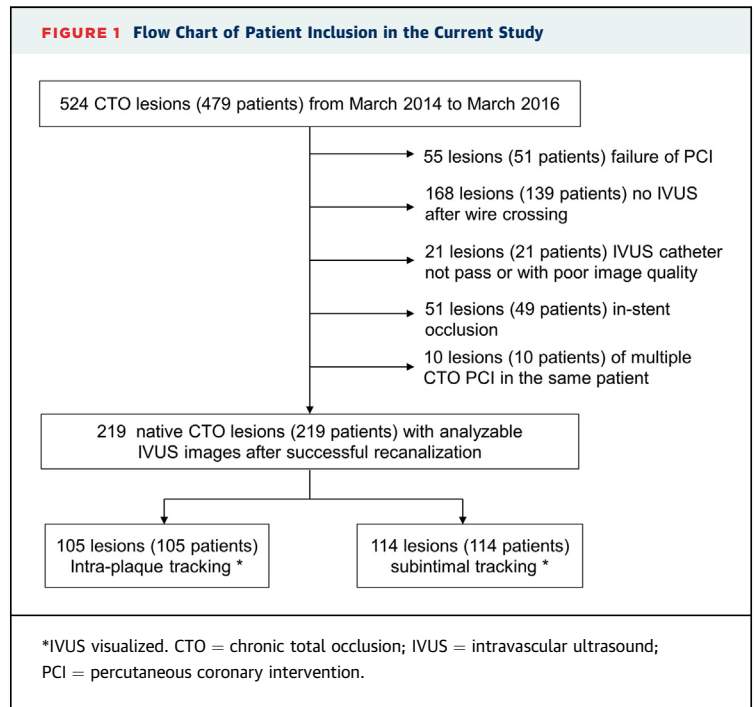 FIGURE 1 Flow Chart of Patient Inclusion in the Current Study
524 CTO lesions (479 patients) from March 2014 to March 2016
55 lesions (51 patients) failure of PCI
168 lesions (139 patients) no IVUS
after wire crossing
21 lesions (21 patients) IVUS catheter
not pass or with poor image quality
51 lesions (49 patients) in-stent
occlusion
10 lesions (10 patients) of multiple
CTO PCI in the same patient
219 native CTO lesions (219 patients) with analyzable
IVUS images after successful recanalization
105 lesions (105 patients)
Intra-plaque tracking *
114 lesions (114 patients)
subintimal tracking *
*IVUS visualized. CTO = chronic total occlusion; IVUS = intravascular ultrasound;
PCI = percutaneous coronary intervention.